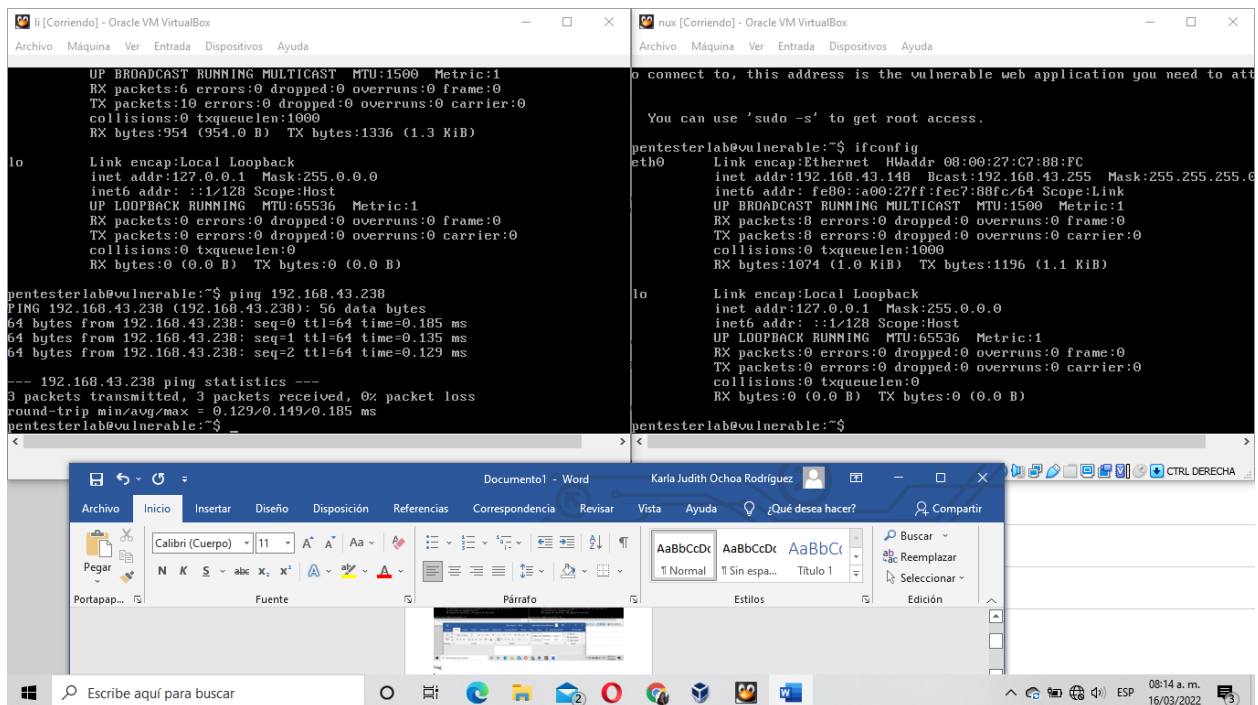 li [Corriendo] - Oracle VM VirtualBox
Archivo Máquina Ver Entrada Dispositivos Ayuda
UP BROADCAST RUNNING MULTICAST MTU:1500 Metric:1
RX packets:6 errors:0 dropped:0 overruns:0 frame:0
TX packets:10 errors:0 dropped:0 overruns:0 carrier:0
collisions:0 txqueuelen:1000
RX bytes:954 (954.0 B) TX bytes:1336 (1.3 KiB)
lo Link encap:Local Loopback
inet addr:127.0.0.1 Mask:255.0.0.0
inet6 addr: ::1/128 Scope:Host
UP LOOPBACK RUNNING MTU:65536 Metric:1
RX packets:0 errors:0 dropped:0 overruns:0 frame:0
TX packets:0 errors:0 dropped:0 overruns:0 carrier:0
collisions:0 txqueuelen:0
RX bytes:0 (0.0 B) TX bytes:0 (0.0 B)
pentesterlab@vulnerable:~$ ping 192.168.43.238
PING 192.168.43.238 (192.168.43.238): 56 data bytes
64 bytes from 192.168.43.238: seq=0 ttl=64 time=0.185 ms
64 bytes from 192.168.43.238: seq=1 ttl=64 time=0.135 ms
64 bytes from 192.168.43.238: seq=2 ttl=64 time=0.129 ms
--- 192.168.43.238 ping statistics ---
3 packets transmitted, 3 packets received, 0% packet loss
round-trip min/avg/max = 0.129/0.149/0.185 ms
pentesterlab@vulnerable:~$ _
nux [Corriendo] - Oracle VM VirtualBox
Archivo Máquina Ver Entrada Dispositivos Ayuda
o connect to, this address is the vulnerable web application you need to att
You can use 'sudo -s' to get root access.
pentesterlab@vulnerable:~$ ifconfig
eth0 Link encap:Ethernet HWaddr 08:00:27:C7:88:FC
inet addr:192.168.43.148 Bcast:192.168.43.255 Mask:255.255.255.0
inet6 addr: fe80::a00:27ff:fec7:88fc/64 Scope:Link
UP BROADCAST RUNNING MULTICAST MTU:1500 Metric:1
RX packets:8 errors:0 dropped:0 overruns:0 frame:0
TX packets:8 errors:0 dropped:0 overruns:0 carrier:0
collisions:0 txqueuelen:1000
RX bytes:1074 (1.0 KiB) TX bytes:1196 (1.1 KiB)
lo Link encap:Local Loopback
inet addr:127.0.0.1 Mask:255.0.0.0
inet6 addr: ::1/128 Scope:Host
UP LOOPBACK RUNNING MTU:65536 Metric:1
RX packets:0 errors:0 dropped:0 overruns:0 frame:0
TX packets:0 errors:0 dropped:0 overruns:0 carrier:0
collisions:0 txqueuelen:0
RX bytes:0 (0.0 B) TX bytes:0 (0.0 B)
pentesterlab@vulnerable:~$
CTRL DERECHA
Documento1 - Word Karla Judith Ochoa Rodríguez
Archivo Inicio Insertar Diseño Disposición Referencias Correspondencia Revisar Vista Ayuda ¿Qué desea hacer? Compartir
Pegar
Calibri (Cuerpo) 11 A A Aa
N K S abc x₂ x² A aby A
AaBbCcDc AaBbCcDc AaBbCc
¶ Normal ¶ Sin espa... Título 1
Buscar
Reemplazar
Seleccionar
Portapap... Fuente Párrafo Estilos Edición
Escribe aquí para buscar
2
ESP
08:14 a. m.
16/03/2022
3